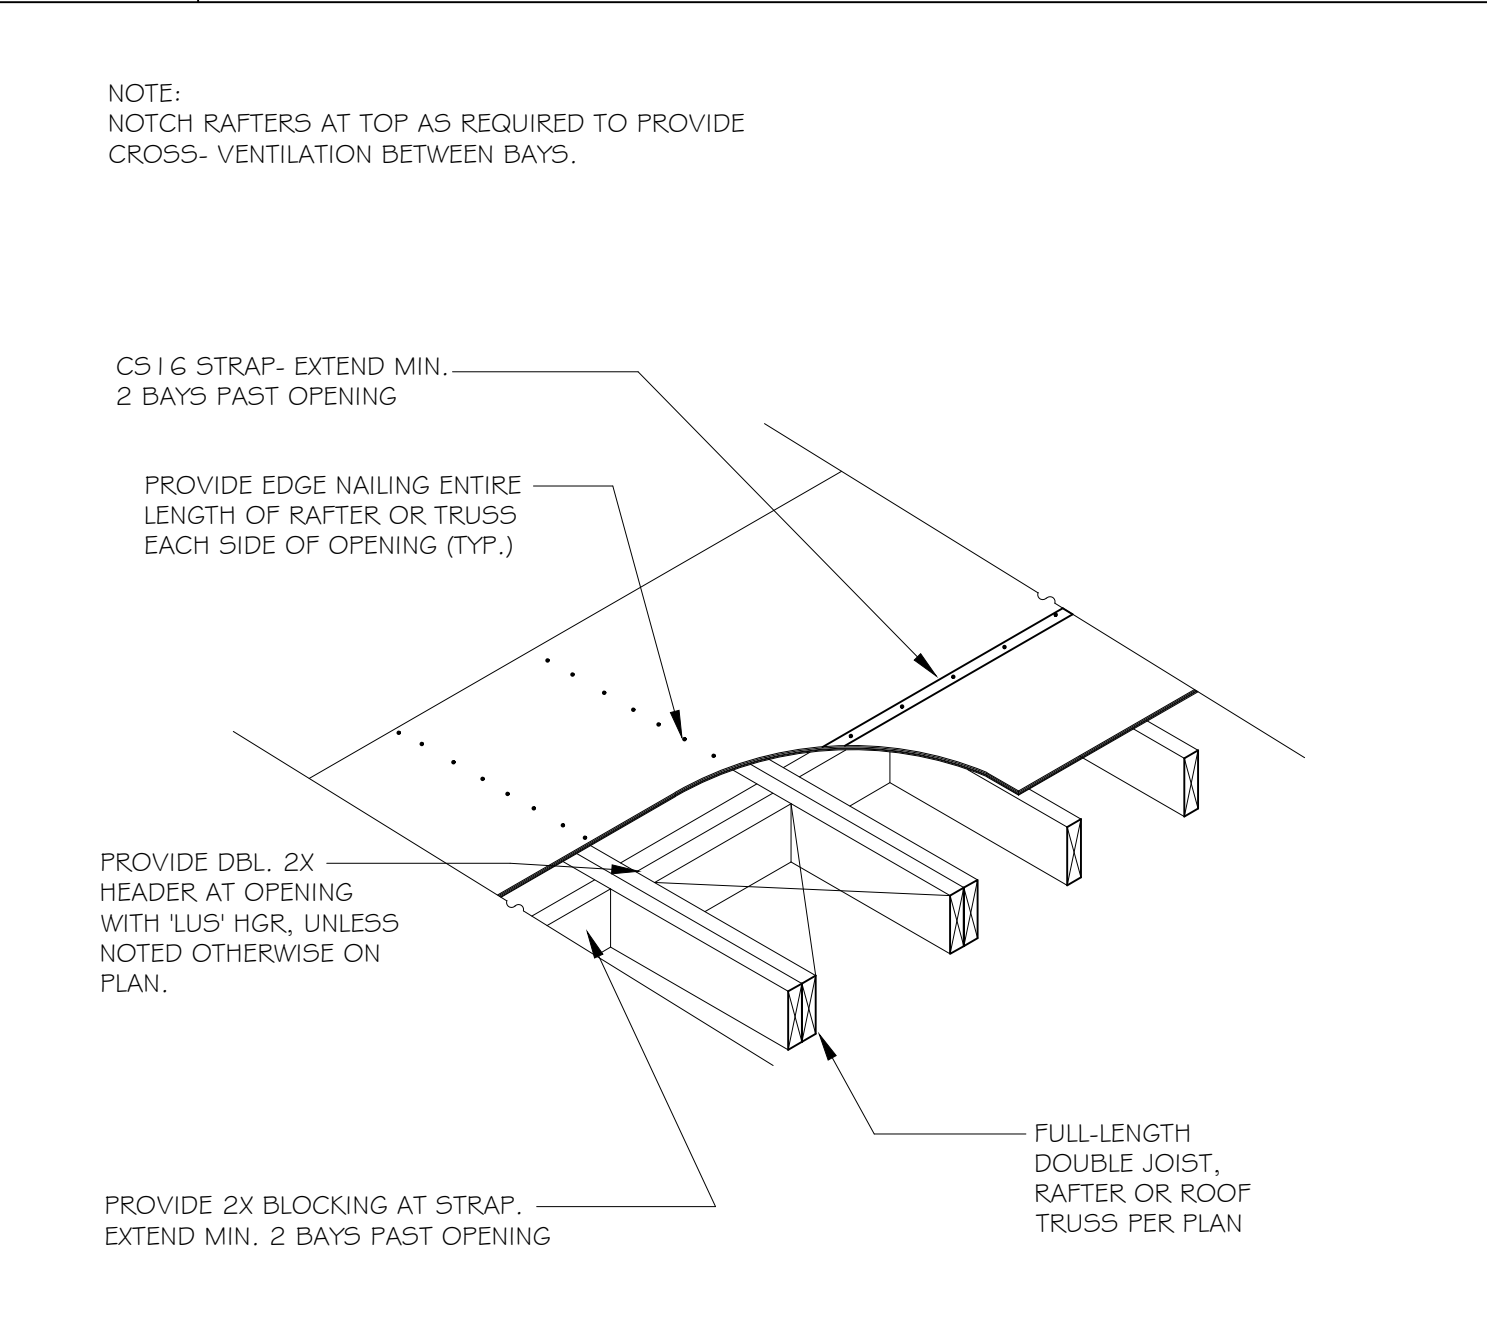 NOTE:
NOTCH RAFTERS AT TOP AS REQUIRED TO PROVIDE
CROSS- VENTILATION BETWEEN BAYS.
CS16 STRAP- EXTEND MIN.
2 BAYS PAST OPENING
PROVIDE EDGE NAILING ENTIRE
LENGTH OF RAFTER OR TRUSS
EACH SIDE OF OPENING (TYP.)
PROVIDE DBL. 2X
HEADER AT OPENING
WITH 'LUS' HGR, UNLESS
NOTED OTHERWISE ON
PLAN.
FULL-LENGTH
DOUBLE JOIST,
RAFTER OR ROOF
TRUSS PER PLAN
PROVIDE 2X BLOCKING AT STRAP.
EXTEND MIN. 2 BAYS PAST OPENING